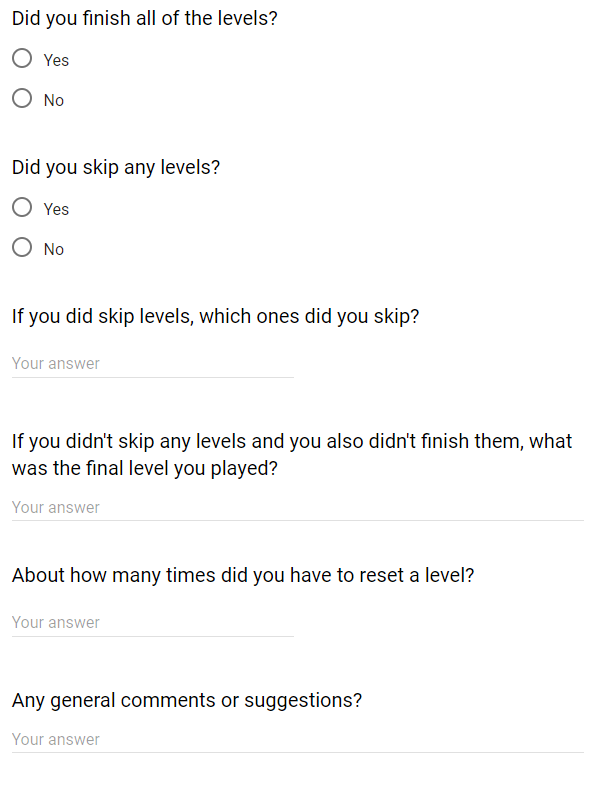 Did you finish all of the levels?
Yes
No
Did you skip any levels?
Yes
No
If you did skip levels, which ones did you skip?
Your answer
If you didn't skip any levels and you also didn't finish them, what
was the final level you played?
Your answer
About how many times did you have to reset a level?
Your answer
Any general comments or suggestions?
Your answer